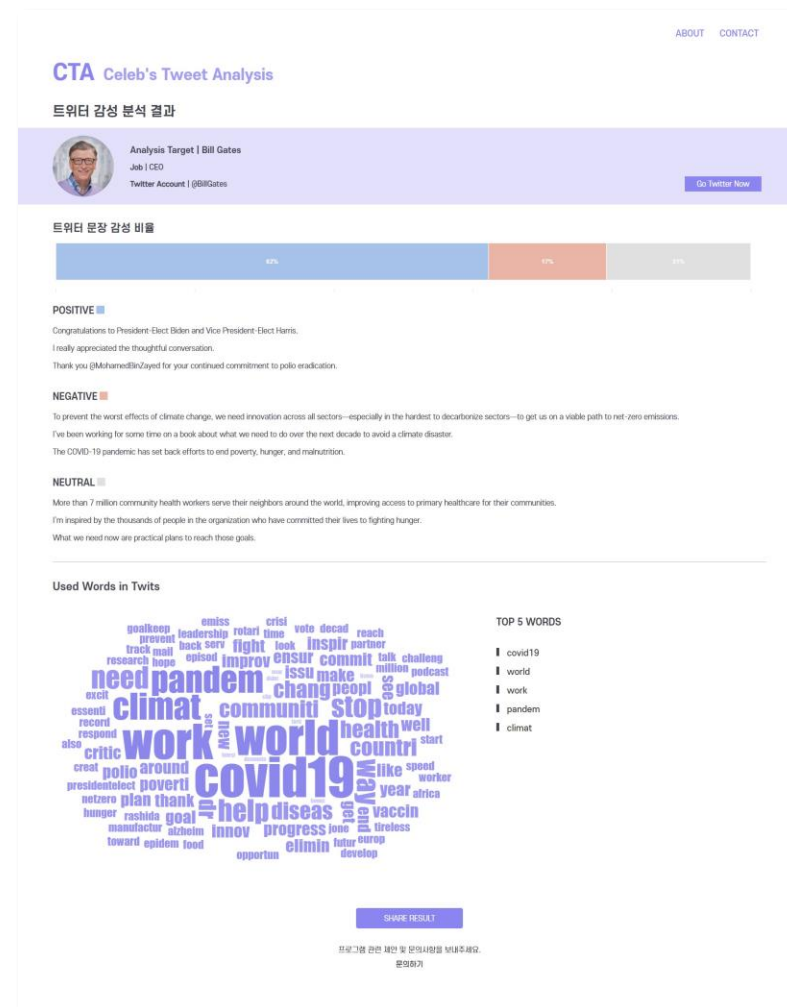 ABOUT CONTACT
CTA Celeb's Tweet Analysis
트위터 감성 분석 결과
Analysis Target | Bill Gates
Job | CEO
Twitter Account | @BillGates
Go Twitter Now
트위터 문장 감성 비율
17%
POSITIVE
Congratulations to President-Elect Biden and Vice President-Elect Harris.
I really appreciated the thoughtful conversation.
Thank you @MohamedBinZayed for your continued commitment to polio eradication.
NEGATIVE
To prevent the worst effects of climate change, we need innovation across all sectors—especially in the hardest to decarbonize sectors—to get us on a viable path to net-zero emissions.
I've been working for some time on a book about what we need to do over the next decade to avoid a climate disaster.
The COVID-19 pandemic has set back efforts to end poverty, hunger, and malnutrition.
NEUTRAL
More than 7 million community health workers serve their neighbors around the world, improving access to primary healthcare for their communities.
I'm inspired by the thousands of people in the organization who have committed their lives to fighting hunger.
What we need now are practical plans to reach those goals.
Used Words in Twits
emiss crisi
goalkeep leadership rotari time vote decad reach
prevent back serv fight look inspir partner
track mail episod improv ensur commit talk challeng
research hope issu make million podcast
need pandem chang peopl see global
excit
essenti climat communiti stop today
record set new health well
respond
also critic work world countri start
creat polio around covid19 way like speed
worker
presidentelect poverti year africa
netzero plan thank dr help diseas get end vaccin
hunger rashida goal
manufactur alzheim innov progress jone tireless
toward epidem food elimin futur europ
opportun develop
TOP 5 WORDS
covid19
world
work
pandem
climat
SHARE RESULT
프로그램 관련 제안 및 문의사항을 보내주세요.
문의하기